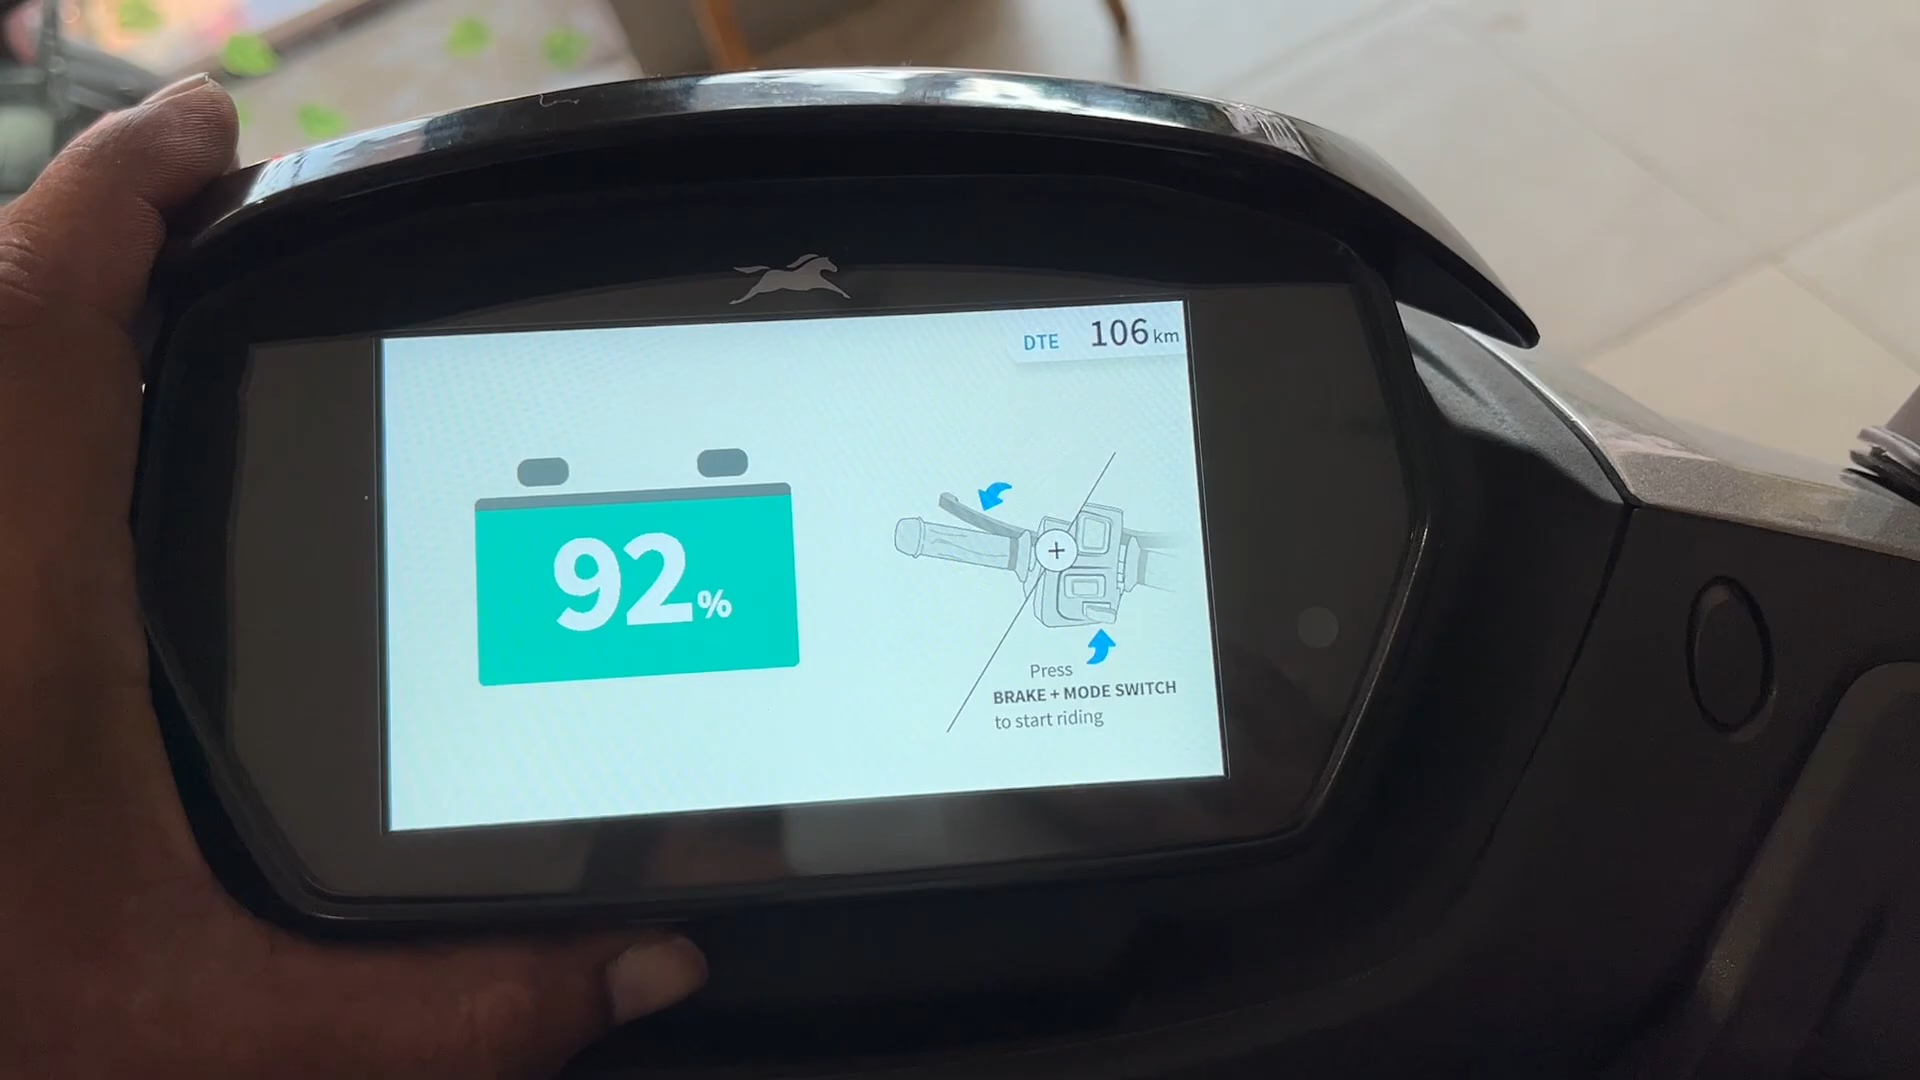 DTE 106 km
92%
Press
BRAKE + MODE SWITCH
to start riding